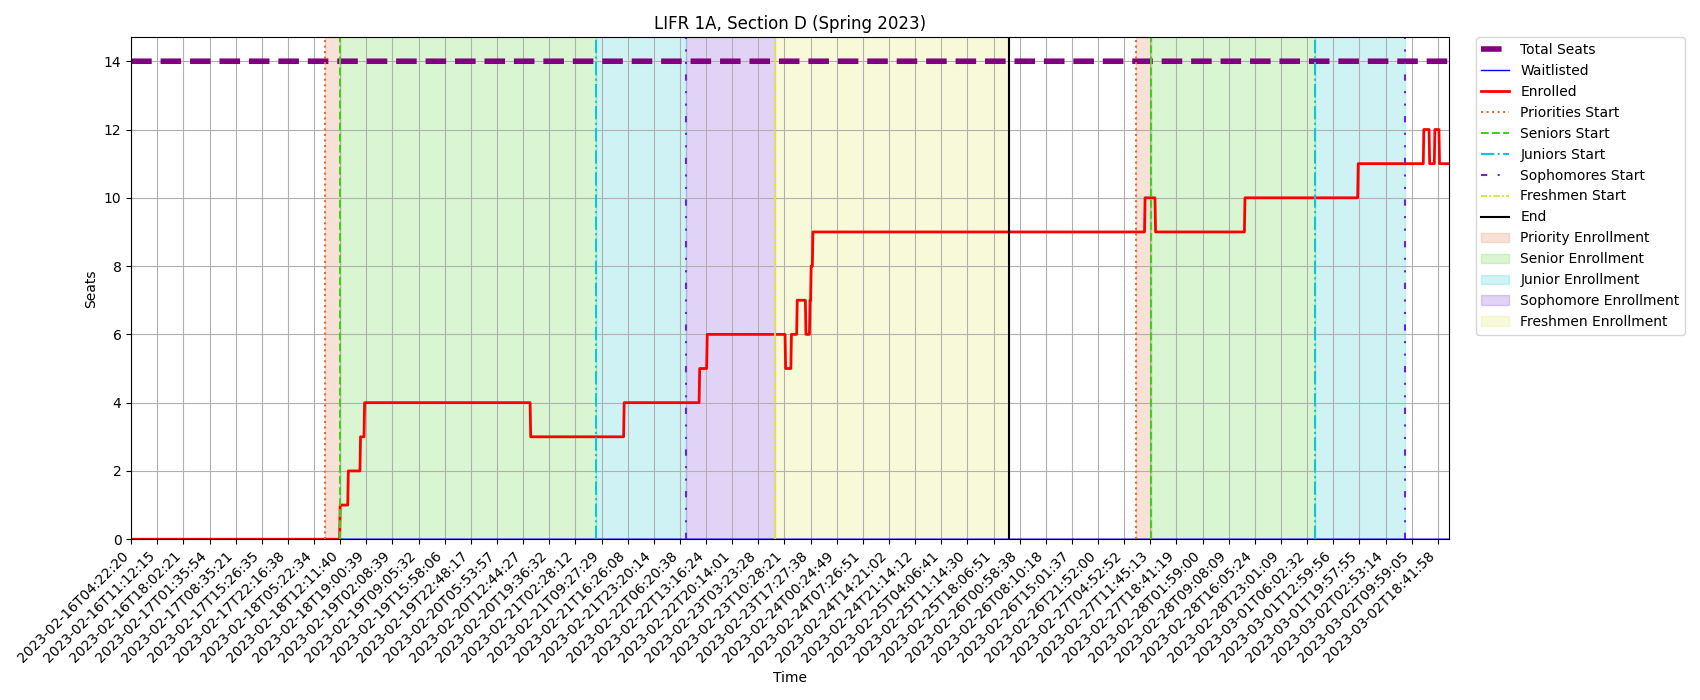 LIFR 1A, Section D (Spring 2023)
Seats
14
12
10
8
6
4
2
0
2023-02-16T04:22:20
2023-02-16T11:12:15
2023-02-16T18:02:21
2023-02-17T01:35:54
2023-02-17T08:35:21
2023-02-17T15:26:35
2023-02-17T22:16:38
2023-02-18T05:22:34
2023-02-18T12:11:40
2023-02-18T19:00:39
2023-02-19T02:08:39
2023-02-19T09:05:32
2023-02-19T15:58:06
2023-02-19T22:48:17
2023-02-20T05:53:57
2023-02-20T12:44:27
2023-02-20T19:36:32
2023-02-21T02:28:12
2023-02-21T09:27:29
2023-02-21T16:26:08
2023-02-21T23:20:14
2023-02-22T06:20:38
2023-02-22T13:16:24
2023-02-22T20:14:01
2023-02-23T03:23:28
2023-02-23T10:28:21
2023-02-23T17:27:38
2023-02-24T00:24:49
2023-02-24T07:26:51
2023-02-24T14:21:02
2023-02-24T21:14:12
2023-02-25T04:06:41
2023-02-25T11:14:30
2023-02-25T18:06:51
2023-02-26T00:58:38
2023-02-26T08:10:18
2023-02-26T15:01:37
2023-02-26T21:52:00
2023-02-27T04:52:52
2023-02-27T11:45:13
2023-02-27T18:41:19
2023-02-28T01:59:00
2023-02-28T09:08:09
2023-02-28T16:05:24
2023-02-28T23:01:09
2023-03-01T06:02:32
2023-03-01T12:59:56
2023-03-01T19:57:55
2023-03-02T02:53:14
2023-03-02T09:59:05
2023-03-02T18:41:58
Time
Total Seats
Waitlisted
Enrolled
Priorities Start
Seniors Start
Juniors Start
Sophomores Start
Freshmen Start
End
Priority Enrollment
Senior Enrollment
Junior Enrollment
Sophomore Enrollment
Freshmen Enrollment